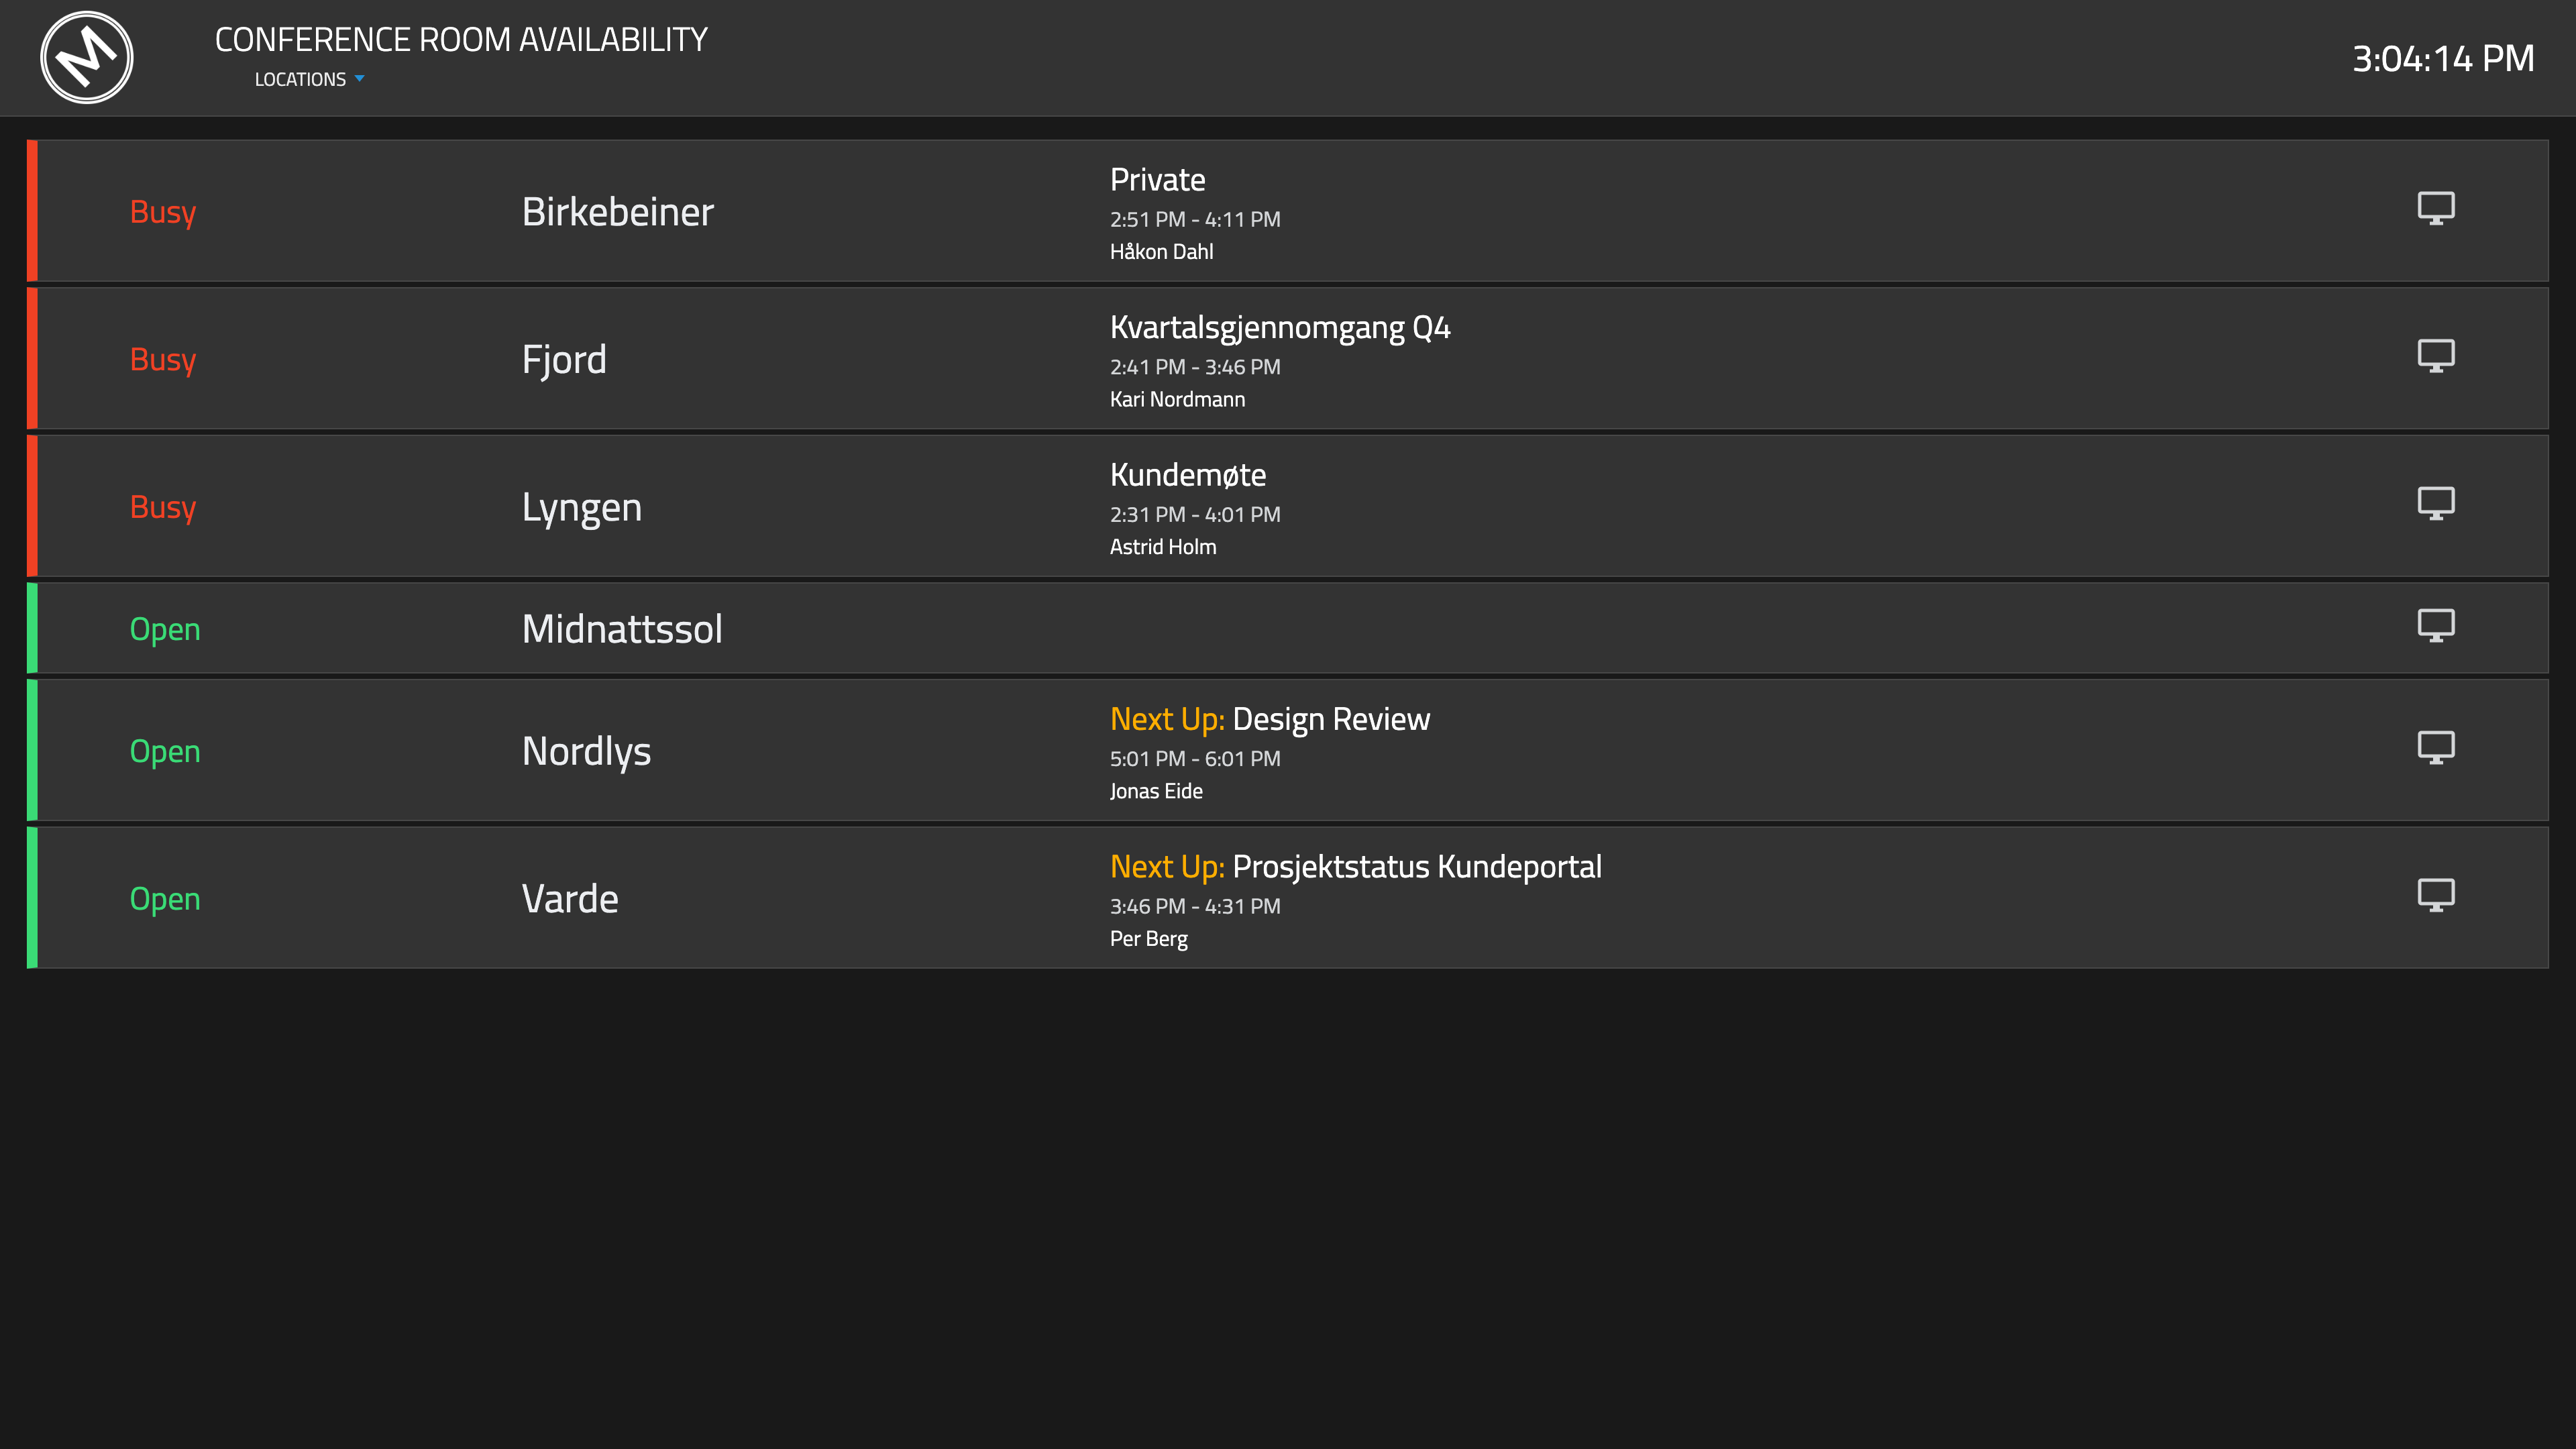 M
CONFERENCE ROOM AVAILABILITY
LOCATIONS
3:04:14 PM
Busy
Birkebeiner
Private
2:51 PM - 4:11 PM
Håkon Dahl
Busy
Fjord
Kvartalsgjennomgang Q4
2:41 PM - 3:46 PM
Kari Nordmann
Busy
Lyngen
Kundemøte
2:31 PM - 4:01 PM
Astrid Holm
Open
Midnattssol
Open
Nordlys
Next Up: Design Review
5:01 PM - 6:01 PM
Jonas Eide
Open
Varde
Next Up: Prosjektstatus Kundeportal
3:46 PM - 4:31 PM
Per Berg